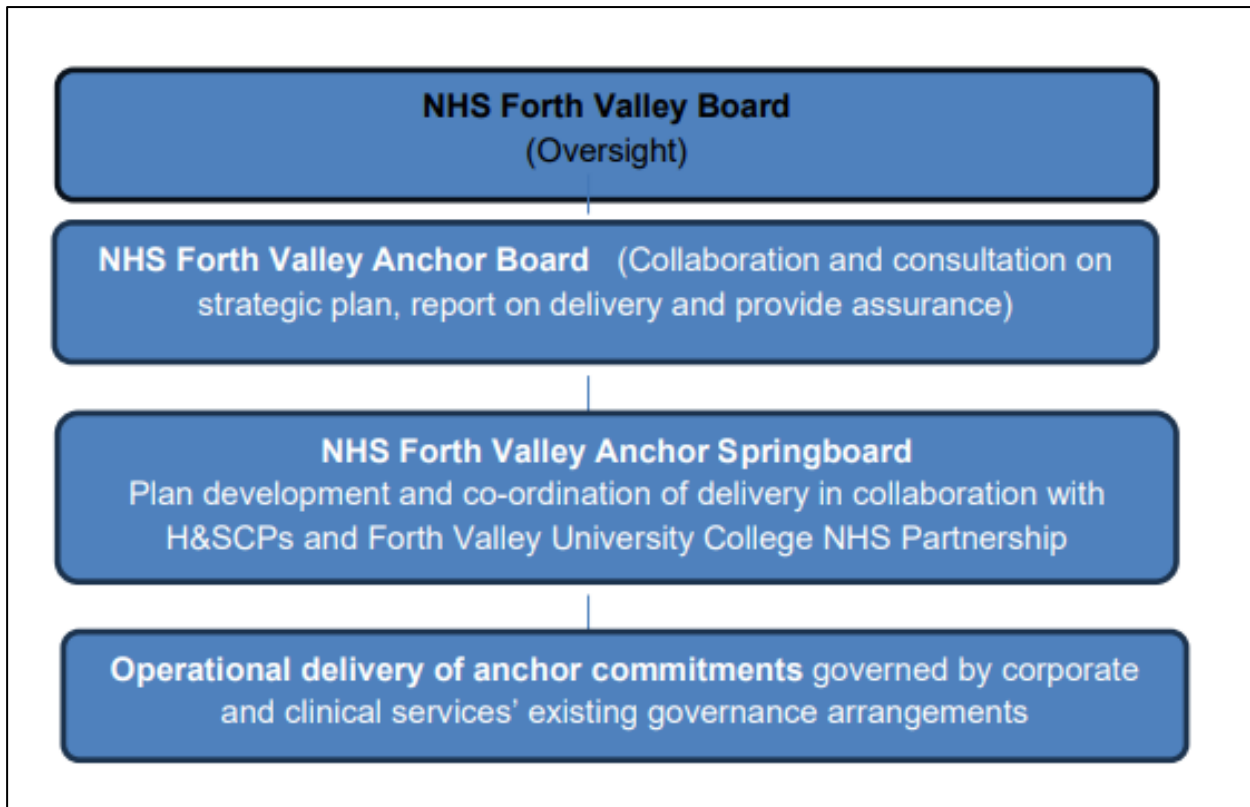 NHS Forth Valley Board
(Oversight)
NHS Forth Valley Anchor Board (Collaboration and consultation on
strategic plan, report on delivery and provide assurance)
NHS Forth Valley Anchor Springboard
Plan development and co-ordination of delivery in collaboration with
H&SCPs and Forth Valley University College NHS Partnership
Operational delivery of anchor commitments governed by corporate
and clinical services’ existing governance arrangements